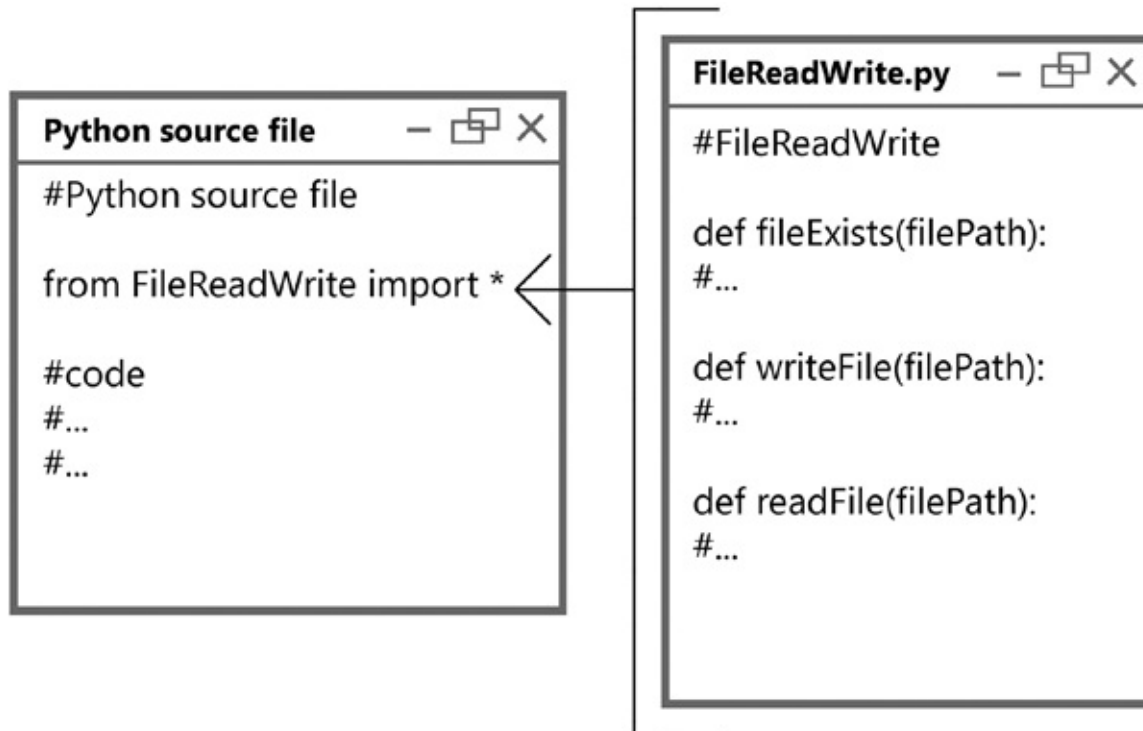 Python source file
#Python source file
from FileReadWrite import *
#code
#...
#...
FileReadWrite.py
#FileReadWrite
def fileExists(filePath):
#...
def writeFile(filePath):
#...
def readFile(filePath):
#...